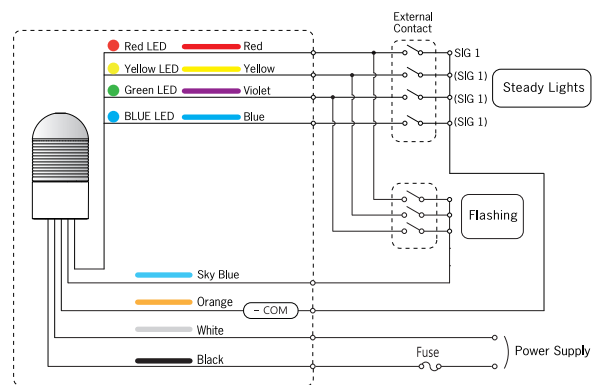 External
Contact
Red LED Red SIG 1
Yellow LED Yellow (SIG 1)
Green LED Violet (SIG 1)
BLUE LED Blue (SIG 1)
Steady Lights
Flashing
Sky Blue
Orange - COM
White
Black Fuse Power Supply